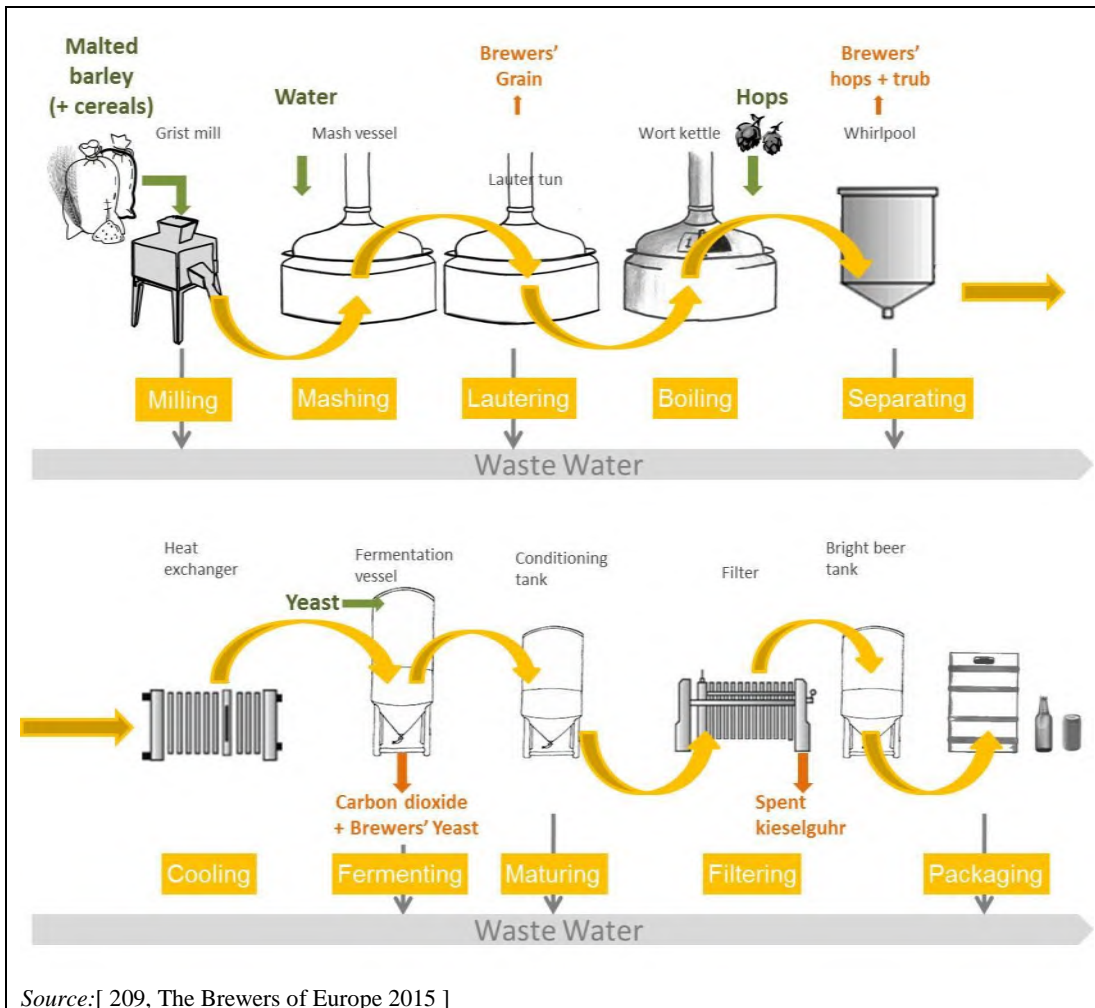 Malted
barley
(+ cereals)
Grist mill
Water
Mash vessel
Brewers'
Grain
Lauter tun
Wort kettle
Hops
Brewers'
hops + trub
Whirlpool
Milling
Mashing
Lautering
Boiling
Separating
Waste Water
Heat
exchanger
Fermentation
vessel
Yeast
Conditioning
tank
Filter
Bright beer
tank
Carbon dioxide
+ Brewers' Yeast
Spent
kieselguhr
Cooling
Fermenting
Maturing
Filtering
Packaging
Waste Water
Source:[ 209, The Brewers of Europe 2015 ]